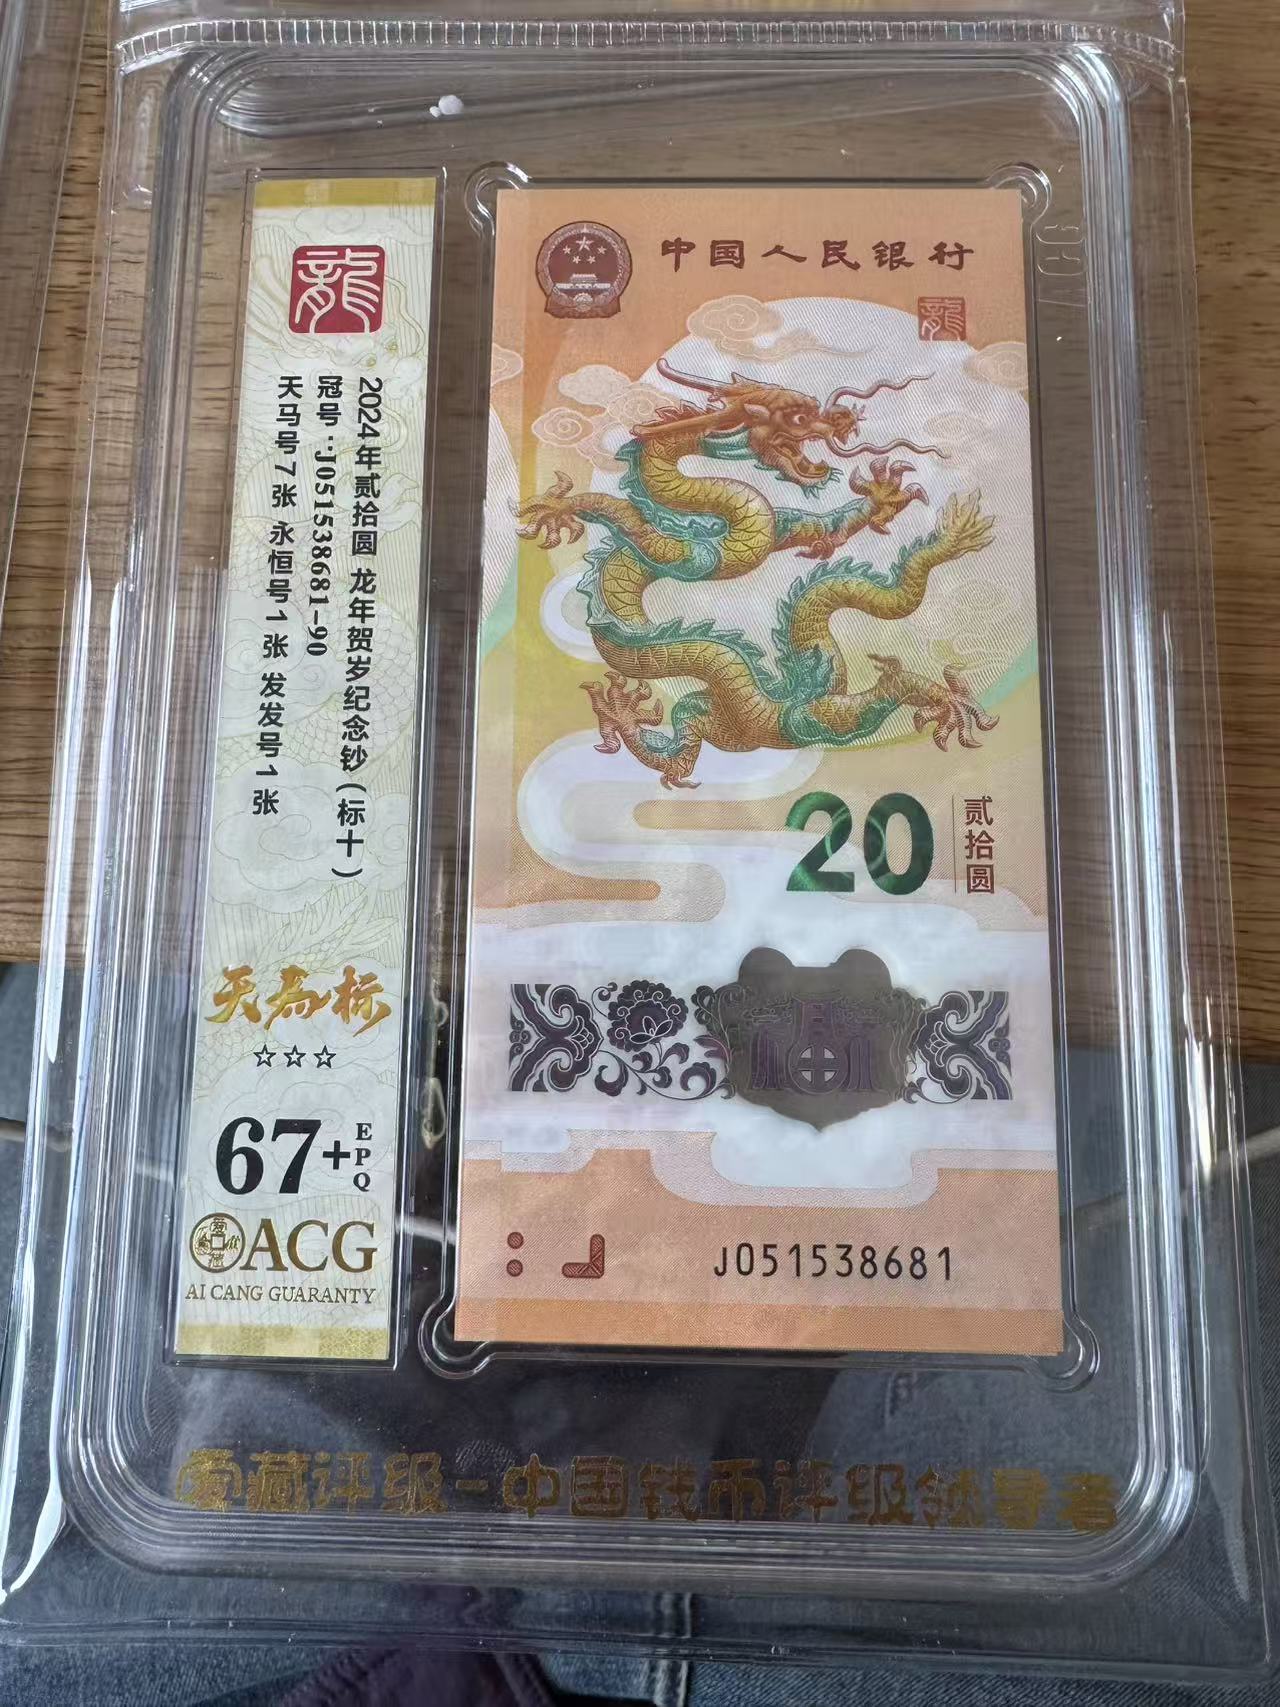 龍
2024年贰拾圆 龙年贺岁纪念钞(标十)
冠号:J051538681-90
天马号7张 永恒号1张 发发号1张
天为标
☆☆☆
67+
EPQ
ACG
AI CANG GUARANTY
中国人民银行
龍
20
贰拾圆
福
J051538681
爱藏评级-中国钱币评级领导者